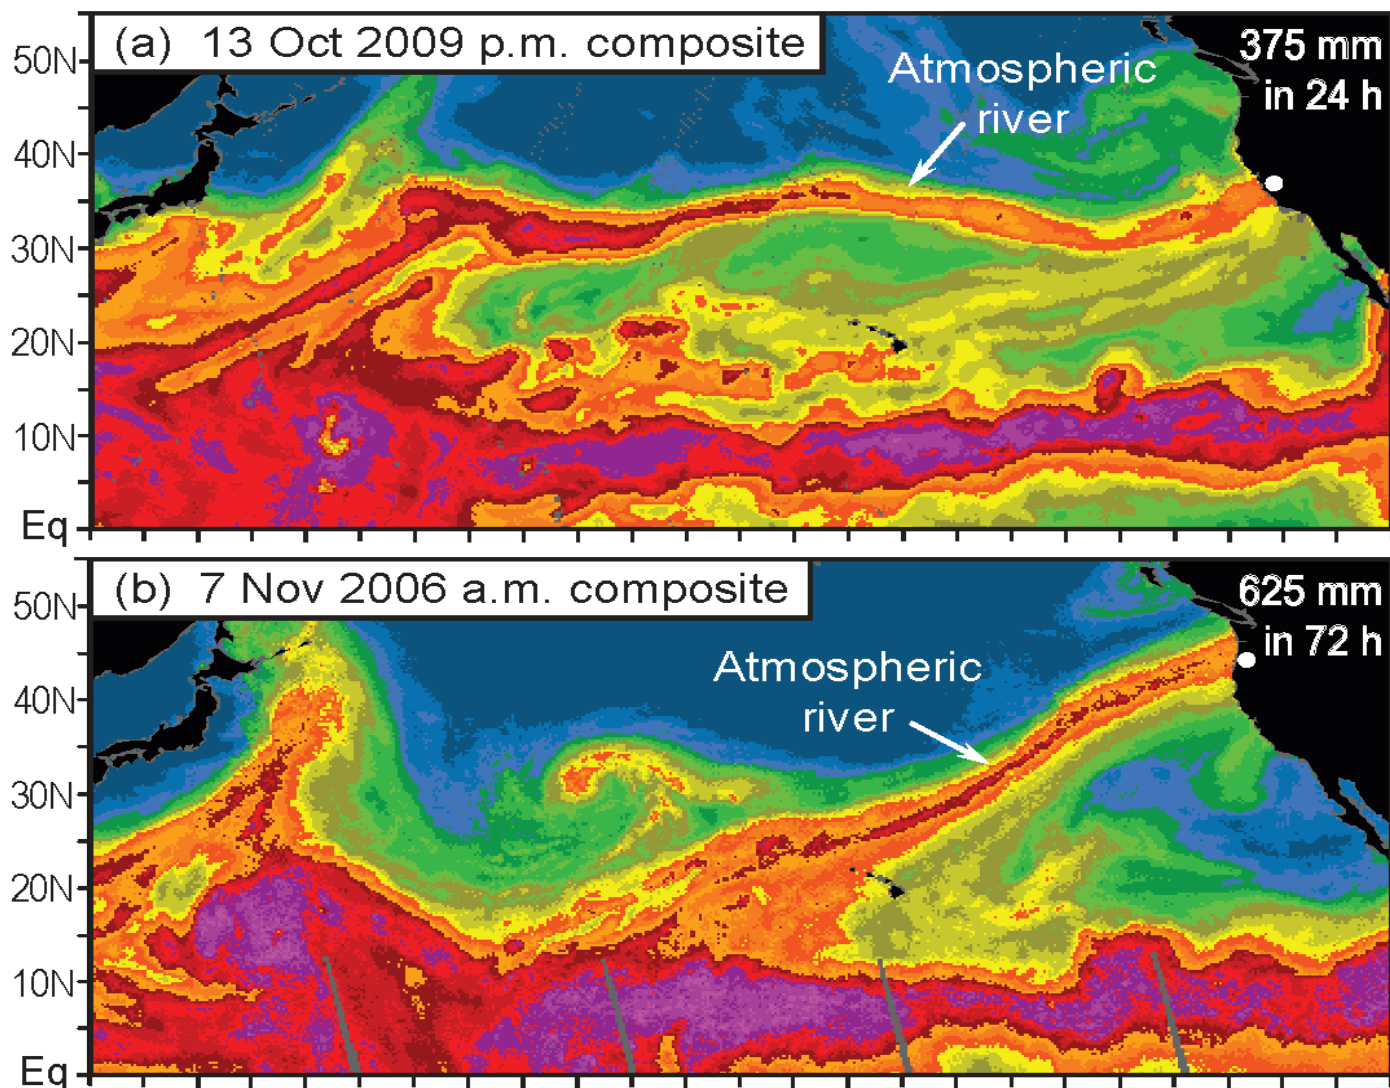 (a) 13 Oct 2009 p.m. composite
375 mm
in 24 h
Atmospheric
river
50N
40N
30N
20N
10N
Eq
(b) 7 Nov 2006 a.m. composite
625 mm
in 72 h
Atmospheric
river
50N
40N
30N
20N
10N
Eq